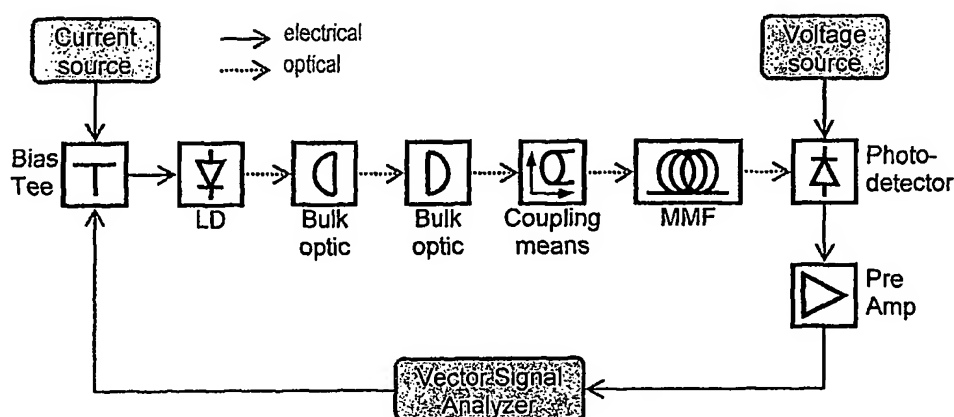 Current
source
electrical
optical
Voltage
source
Bias
Tee
LD
Bulk
optic
Bulk
optic
Coupling
means
MMF
Photo-
detector
Pre
Amp
Vector Signal
Analyzer